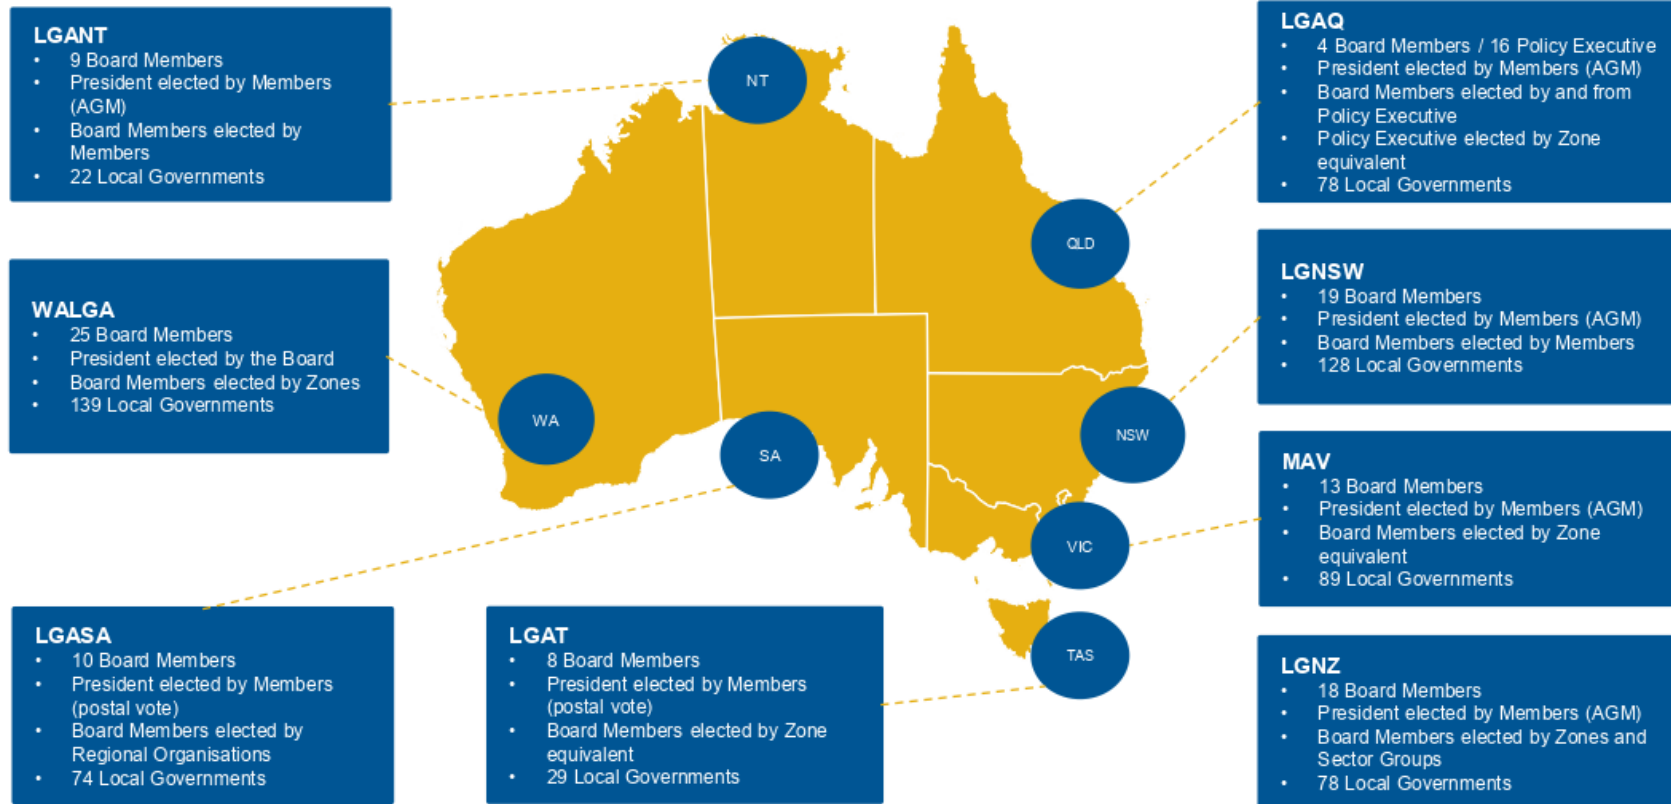 LGANT
• 9 Board Members
• President elected by Members
(AGM)
• Board Members elected by
Members
• 22 Local Governments
WALGA
• 25 Board Members
• President elected by the Board
• Board Members elected by Zones
• 139 Local Governments
LGASA
• 10 Board Members
• President elected by Members
(postal vote)
• Board Members elected by
Regional Organisations
• 74 Local Governments
LGAT
• 8 Board Members
• President elected by Members
(postal vote)
• Board Members elected by Zone
equivalent
• 29 Local Governments
NT
QLD
WA
SA
NSW
VIC
TAS
LGAQ
• 4 Board Members / 16 Policy Executive
• President elected by Members (AGM)
• Board Members elected by and from
Policy Executive
• Policy Executive elected by Zone
equivalent
• 78 Local Governments
LGNSW
• 19 Board Members
• President elected by Members (AGM)
• Board Members elected by Members
• 128 Local Governments
MAV
• 13 Board Members
• President elected by Members (AGM)
• Board Members elected by Zone
equivalent
• 89 Local Governments
LGNZ
• 18 Board Members
• President elected by Members (AGM)
• Board Members elected by Zones and
Sector Groups
• 78 Local Governments